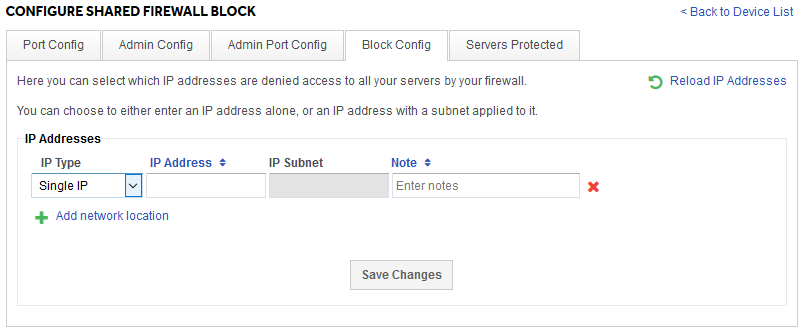 CONFIGURE SHARED FIREWALL BLOCK
< Back to Device List
Port Config
Admin Config
Admin Port Config
Block Config
Servers Protected
Here you can select which IP addresses are denied access to all your servers by your firewall.
Reload IP Addresses
You can choose to either enter an IP address alone, or an IP address with a subnet applied to it.
IP Addresses
IP Type
IP Address
IP Subnet
Note
Single IP
Enter notes
Add network location
Save Changes